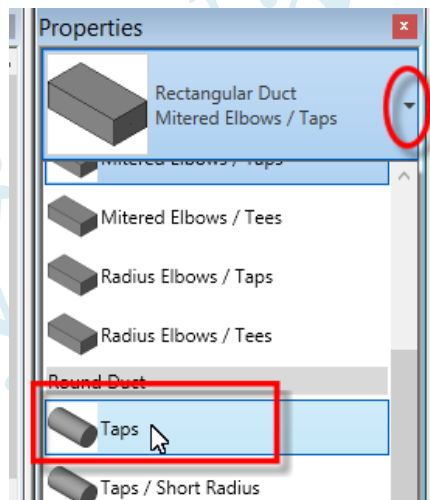 Properties
Rectangular Duct
Mitered Elbows / Taps
Mitered Elbows / Taps
Mitered Elbows / Tees
Radius Elbows / Taps
Radius Elbows / Tees
Round Duct
Taps
Taps / Short Radius